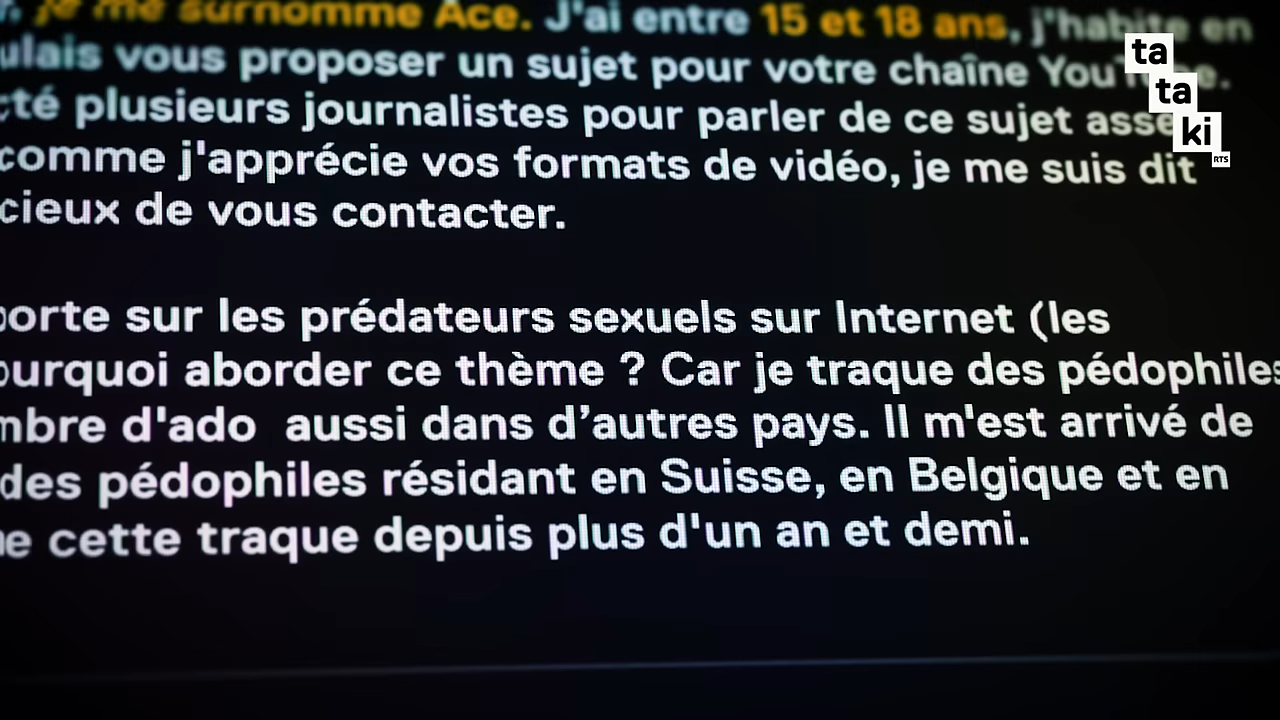 je me surnomme Ace. J'ai entre 15 et 18 ans, j'habite en
vous proposer un sujet pour votre chaîne YouTube.
plusieurs journalistes pour parler de ce sujet
comme j'apprécie vos formats de vidéo, je me suis dit
de vous contacter.
sur les prédateurs sexuels sur Internet (les
aborder ce thème ? Car je traque des pédophiles
d'ado aussi dans d’autres pays. Il m'est arrivé de
des pédophiles résidant en Suisse, en Belgique et en
cette traque depuis plus d'un an et demi.
ta
ta
ki
RTS